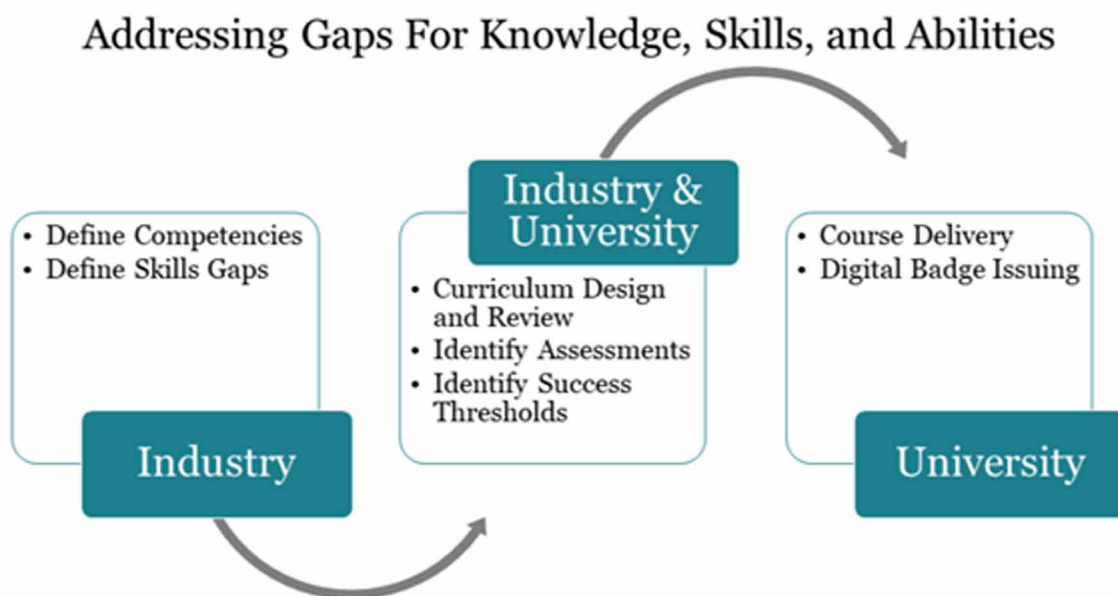 Addressing Gaps For Knowledge, Skills, and Abilities
• Define Competencies
• Define Skills Gaps
Industry
Industry &
University
• Curriculum Design
and Review
• Identify Assessments
• Identify Success
Thresholds
• Course Delivery
• Digital Badge Issuing
University